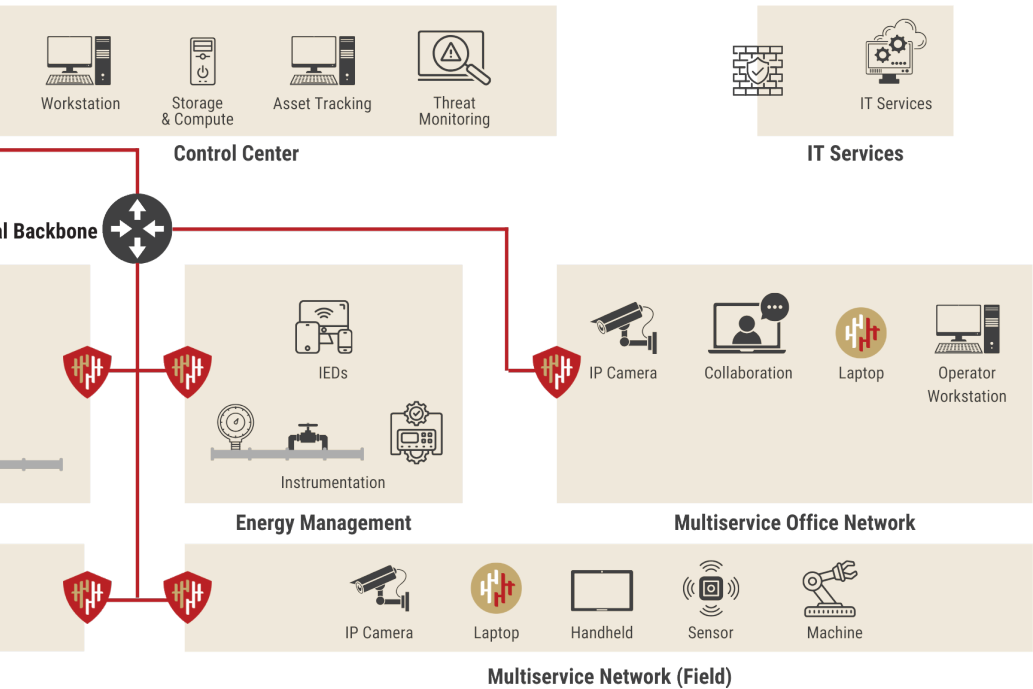 Workstation
Storage
& Compute
Asset Tracking
Threat
Monitoring
IT Services
Control Center
IT Services
al Backbone
IEDs
IP Camera
Collaboration
Laptop
Operator
Workstation
Instrumentation
Energy Management
Multiservice Office Network
IP Camera
Laptop
Handheld
Sensor
Machine
Multiservice Network (Field)